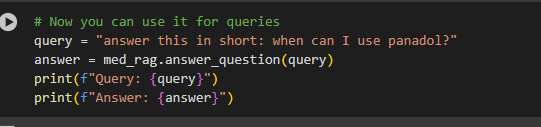 # Now you can use it for queries
query = "answer this in short: when can I use panadol?"
answer = med_rag.answer_question(query)
print(f"Query: {query}")
print(f"Answer: {answer}")